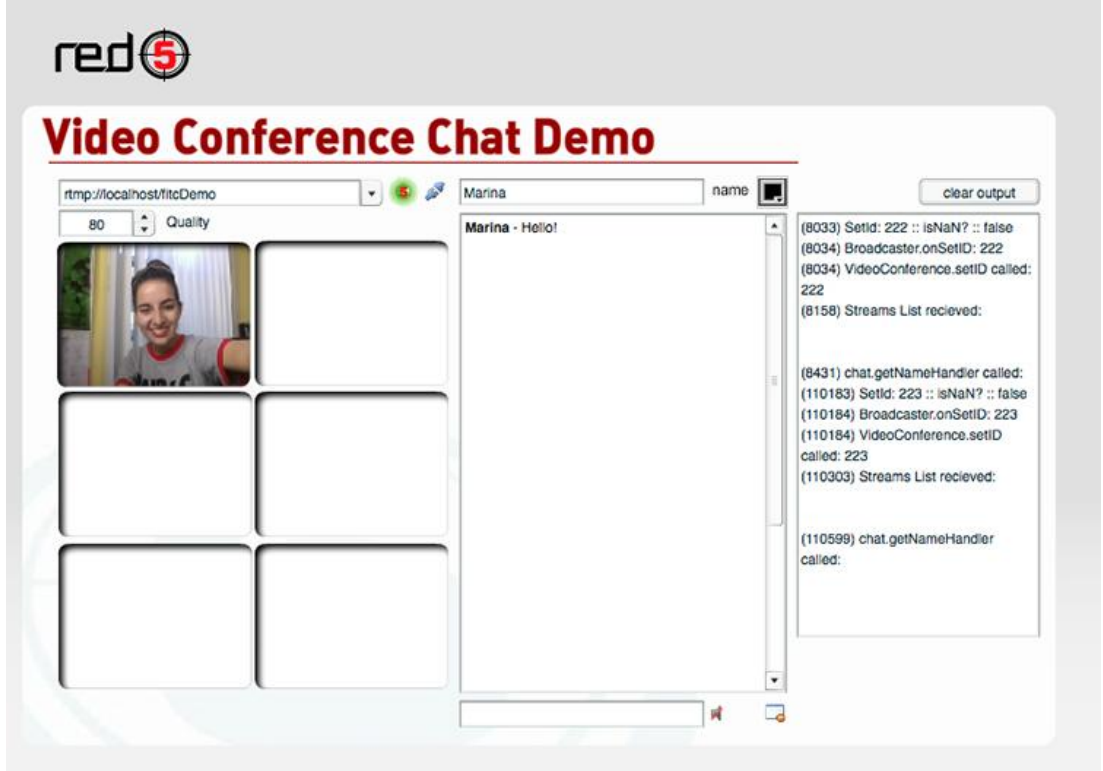 red5
Video Conference Chat Demo
rtmp://localhost/fitcDemo
80
Quality
Marina
name
Marina - Hello!
clear output
(8033) SetId: 222 :: isNaN? :: false
(8034) Broadcaster.onSetID: 222
(8034) VideoConference.setID called:
222
(8158) Streams List recieved:
(8431) chat.getNameHandler called:
(110183) SetId: 223 :: isNaN? :: false
(110184) Broadcaster.onSetID: 223
(110184) VideoConference.setID
called: 223
(110303) Streams List recieved:
(110599) chat.getNameHandler
called: